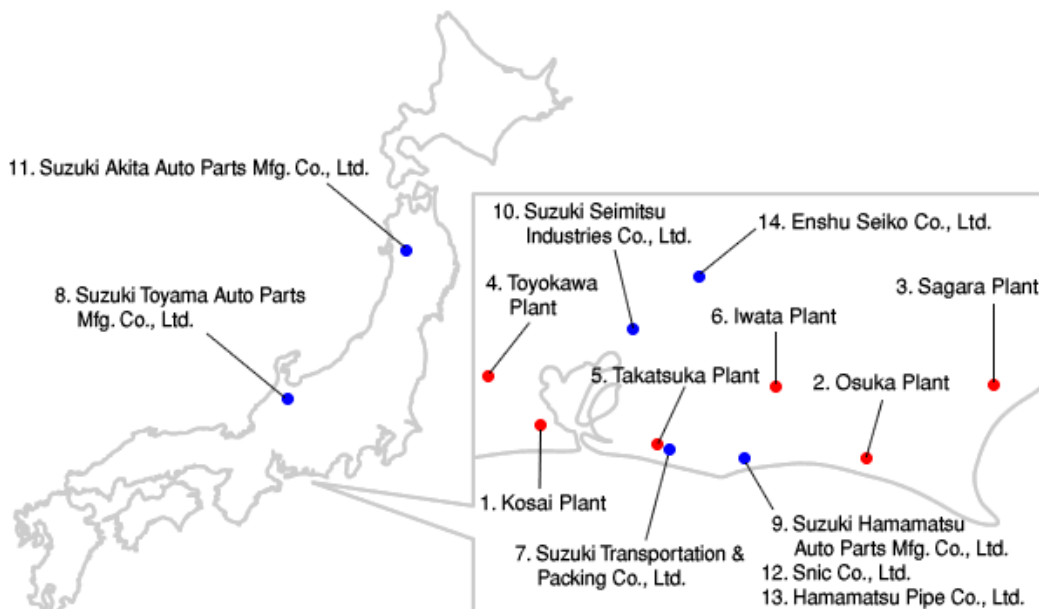 11. Suzuki Akita Auto Parts Mfg. Co., Ltd.
8. Suzuki Toyama Auto Parts
Mfg. Co., Ltd.
10. Suzuki Seimitsu
Industries Co., Ltd.
14. Enshu Seiko Co., Ltd.
4. Toyokawa
Plant
3. Sagara Plant
6. Iwata Plant
5. Takatsuka Plant
2. Osuka Plant
1. Kosai Plant
7. Suzuki Transportation &
Packing Co., Ltd.
9. Suzuki Hamamatsu
Auto Parts Mfg. Co., Ltd.
12. Snic Co., Ltd.
13. Hamamatsu Pipe Co., Ltd.